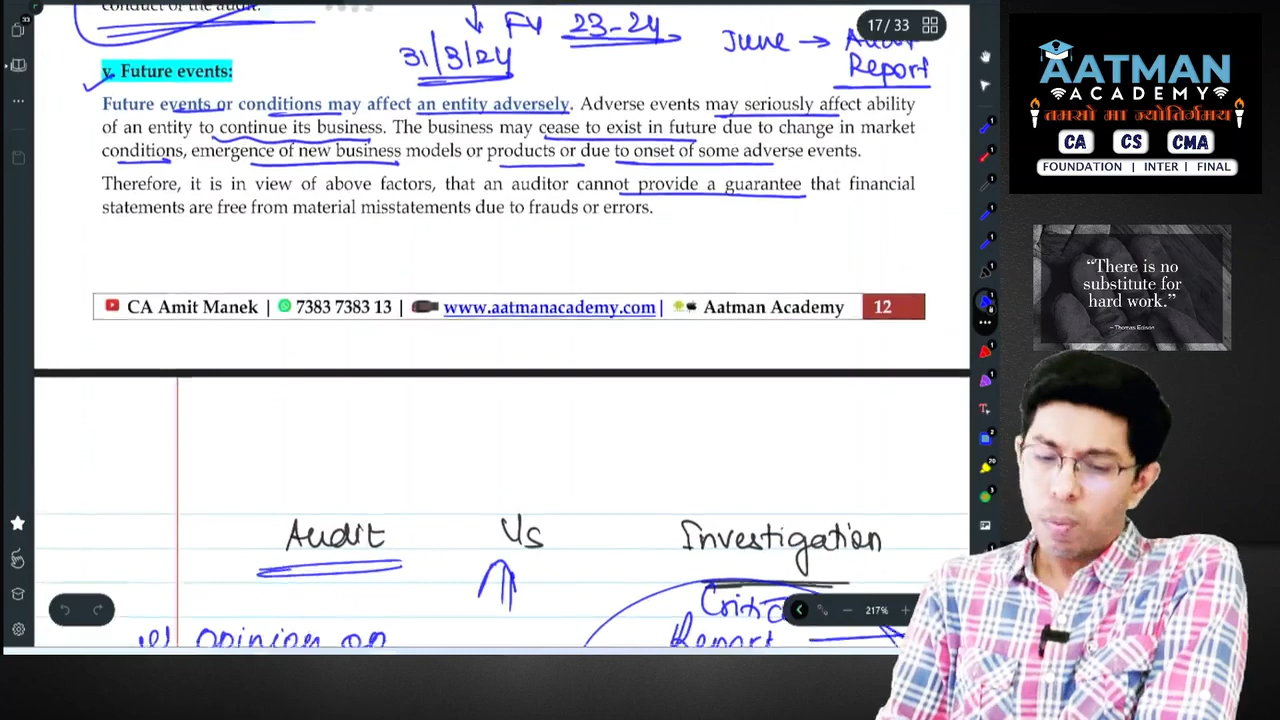 conduct of the audit.
FY 23-24
31/3/24
June → Audit
Report
17/33
v. Future events:
Future events or conditions may affect an entity adversely. Adverse events may seriously affect ability
of an entity to continue its business. The business may cease to exist in future due to change in market
conditions, emergence of new business models or products or due to onset of some adverse events.
Therefore, it is in view of above factors, that an auditor cannot provide a guarantee that financial
statements are free from material misstatements due to frauds or errors.
CA Amit Manek | 7383 7383 13 | www.aatmanacademy.com | Aatman Academy 12
Audit Vs Investigation
Critic
Report
opinion on
217%
AATMAN
ACADEMY
तमसो मा ज्योतिर्गमय
CA CS CMA
FOUNDATION | INTER | FINAL
“There is no
substitute for
hard work.”
– Thomas Edison